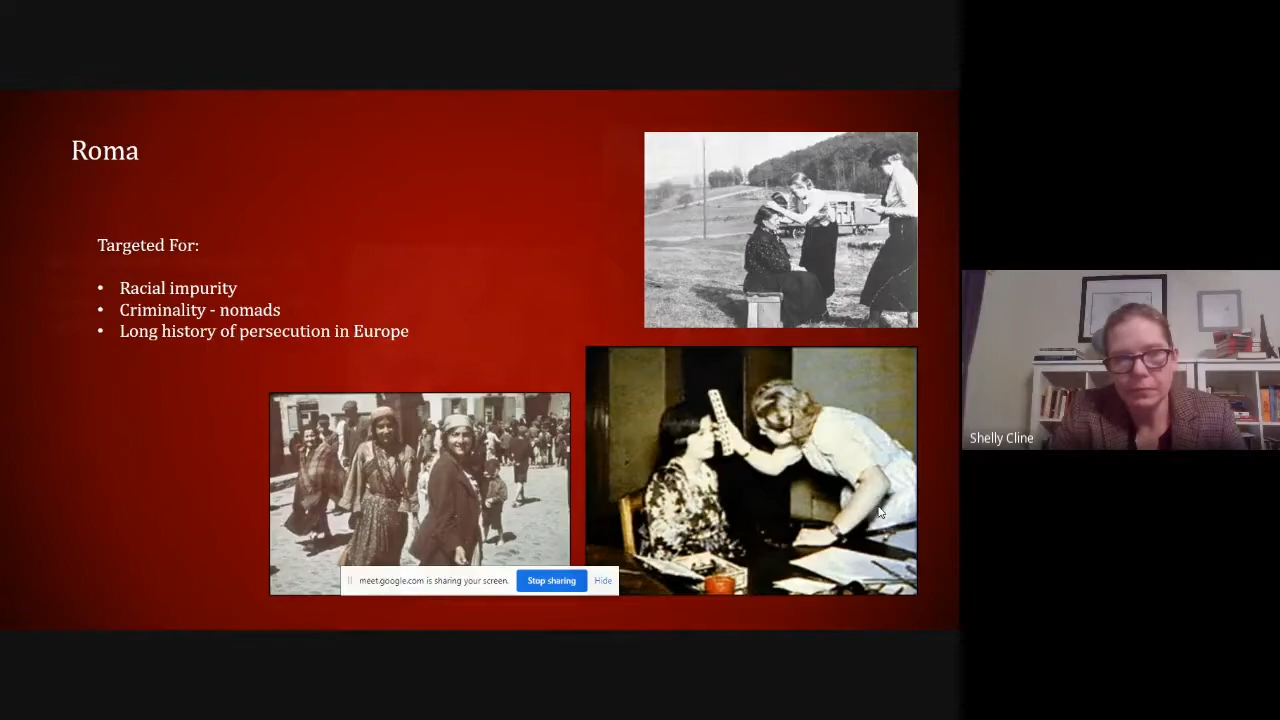 Roma
Targeted For:
• Racial impurity
• Criminality - nomads
• Long history of persecution in Europe
meet.google.com is sharing your screen.
Stop sharing
Hide
Shelly Cline